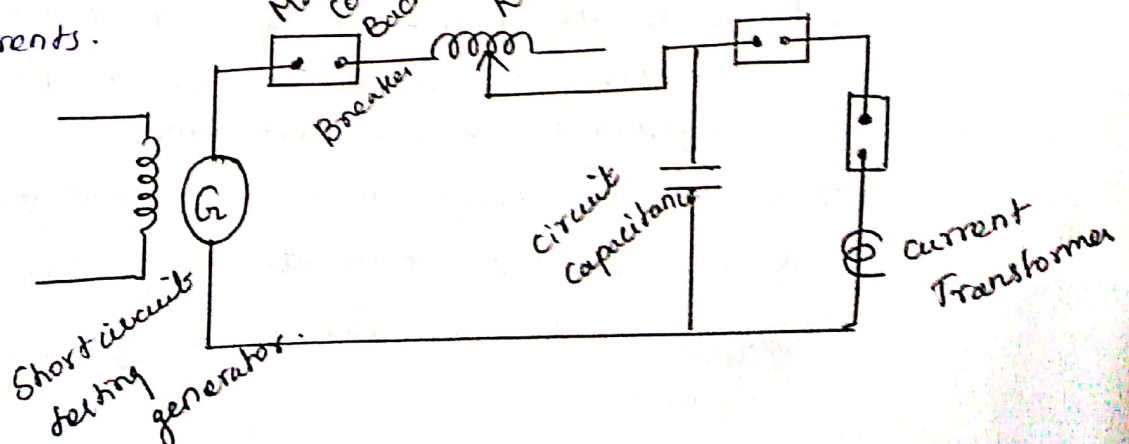 rents.
Breaker
G
circuit
capacitance
current
Transformer
Short circuit
testing
generator.